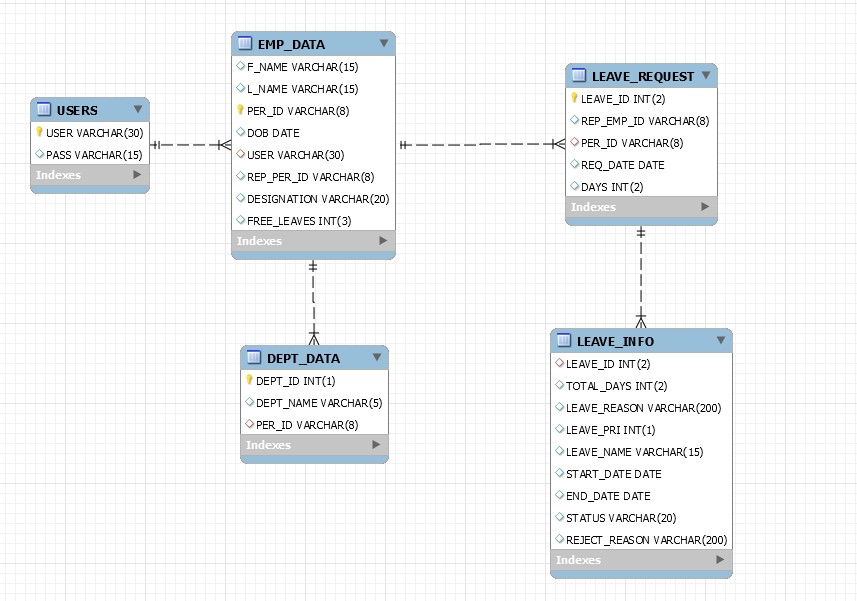 USERS
USER VARCHAR(30)
PASS VARCHAR(15)
Indexes
EMP_DATA
F_NAME VARCHAR(15)
L_NAME VARCHAR(15)
PER_ID VARCHAR(8)
DOB DATE
USER VARCHAR(30)
REP_PER_ID VARCHAR(8)
DESIGNATION VARCHAR(20)
FREE_LEAVES INT(3)
Indexes
DEPT_DATA
DEPT_ID INT(1)
DEPT_NAME VARCHAR(5)
PER_ID VARCHAR(8)
Indexes
LEAVE_REQUEST
LEAVE_ID INT(2)
REP_EMP_ID VARCHAR(8)
PER_ID VARCHAR(8)
REQ_DATE DATE
DAYS INT(2)
Indexes
LEAVE_INFO
LEAVE_ID INT(2)
TOTAL_DAYS INT(2)
LEAVE_REASON VARCHAR(200)
LEAVE_PRI INT(1)
LEAVE_NAME VARCHAR(15)
START_DATE DATE
END_DATE DATE
STATUS VARCHAR(20)
REJECT_REASON VARCHAR(200)
Indexes